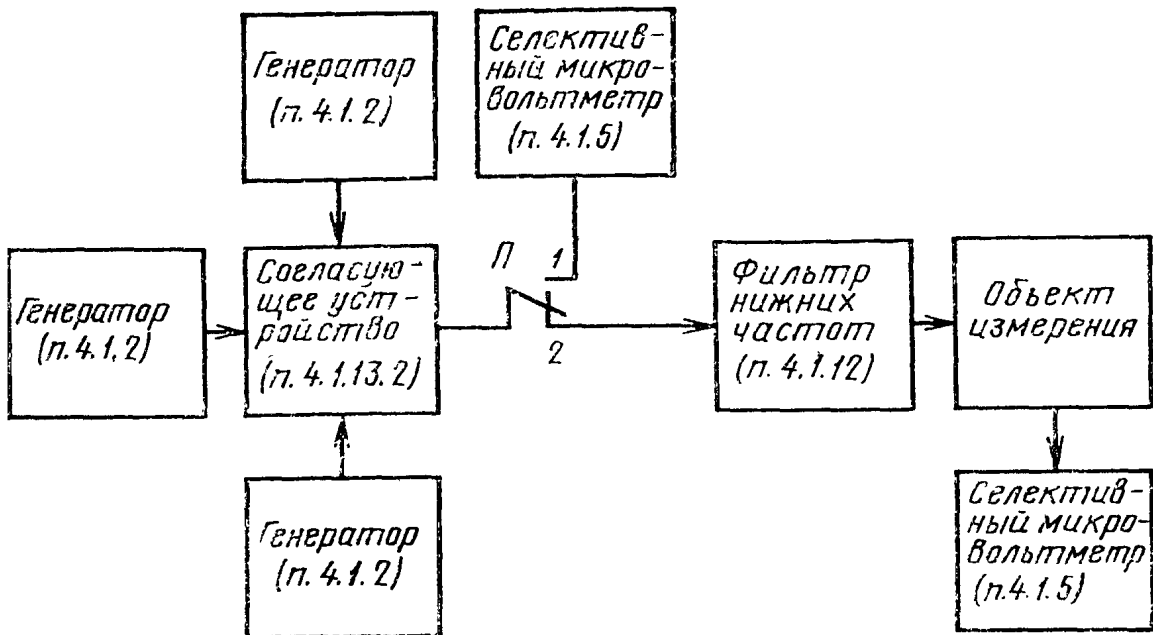 Генератор
(п. 4.1.2)
Селектив-
ный микро-
вольтметр
(п. 4.1.5)
Генератор
(п. 4.1.2)
Согласую-
щее уст-
ройство
(п. 4.1.13.2)
П
1
2
Фильтр
нижних
частот
(п. 4.1.12)
Объект
измерения
Генератор
(п. 4.1.2)
Селектив-
ный микро-
вольтметр
(п.4.1.5)